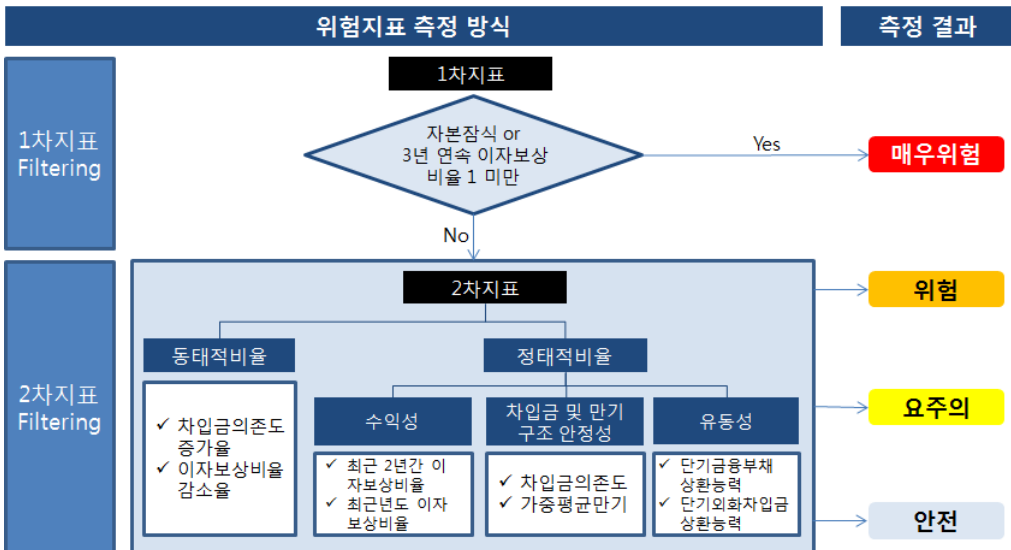 위험지표 측정 방식
측정 결과
1차지표
Filtering
1차지표
자본잠식 or
3년 연속 이자보상
비율 1 미만
Yes
매우위험
No
2차지표
Filtering
2차지표
위험
동태적비율
정태적비율
✓ 차입금의존도
증가율
✓ 이자보상비율
감소율
수익성
✓ 최근 2년간 이
자보상비율
✓ 최근년도 이자
보상비율
차입금 및 만기
구조 안정성
✓ 차입금의존도
✓ 가중평균만기
유동성
✓ 단기금융부채
상환능력
✓ 단기외화차입금
상환능력
요주의
안전